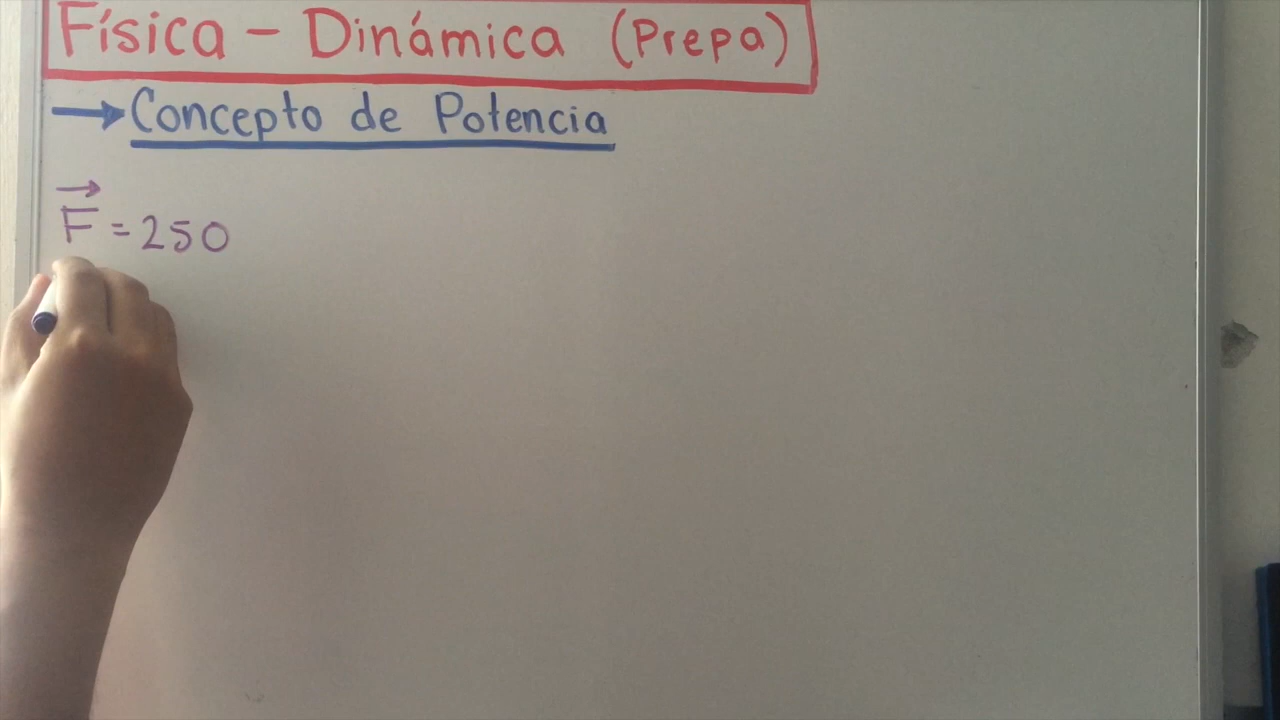 Física - Dinámica (Prepa)
→ Concepto de Potencia
F⃗ = 250